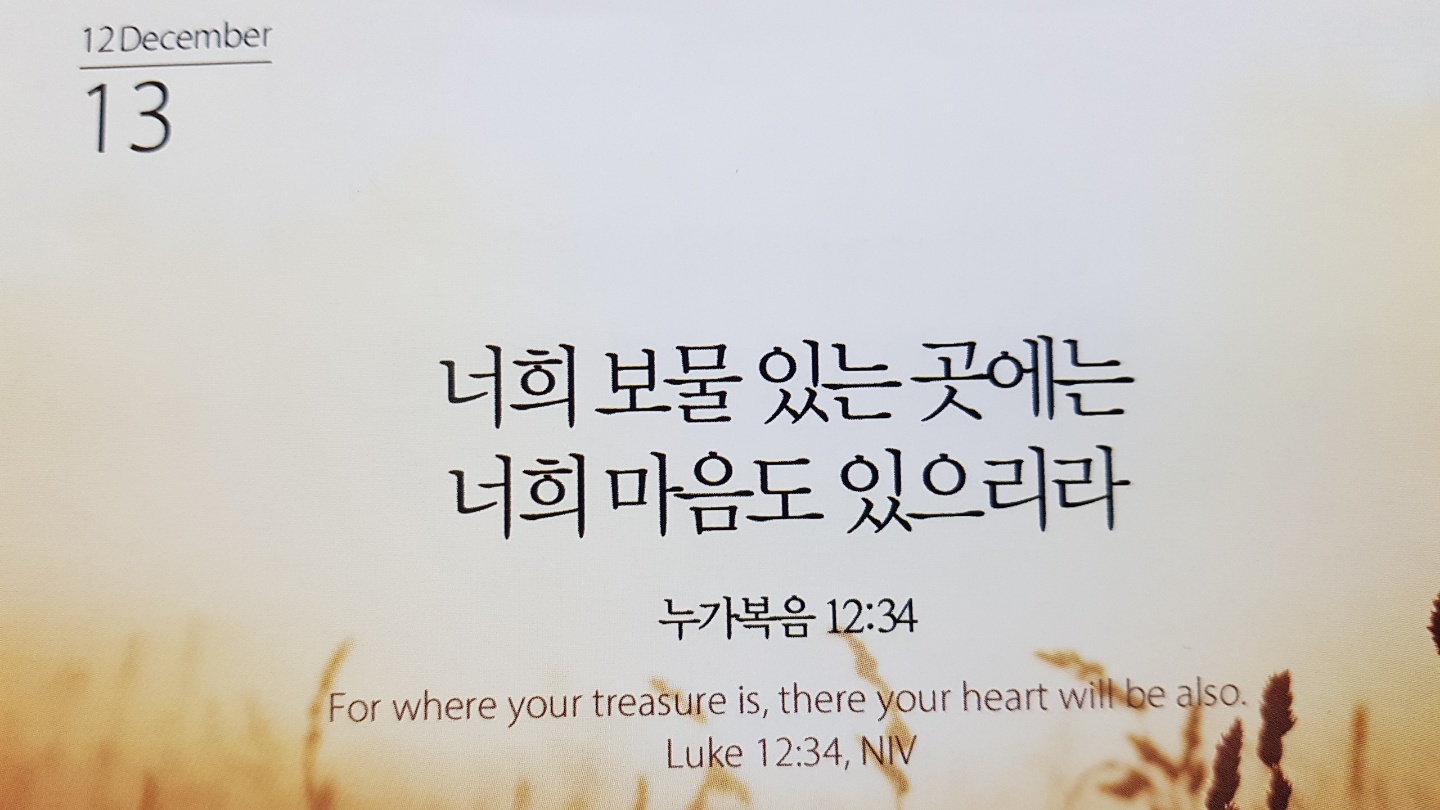 12 December
13
너희 보물 있는 곳에는
너희 마음도 있으리라
누가복음 12:34
For where your treasure is, there your heart will be also.
Luke 12:34, NIV